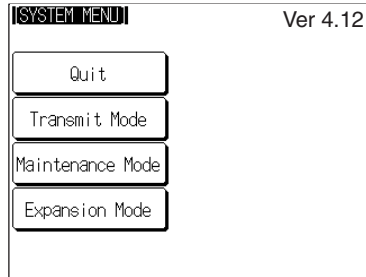 [SYSTEM MENU] Ver 4.12
Quit
Transmit Mode
Maintenance Mode
Expansion Mode